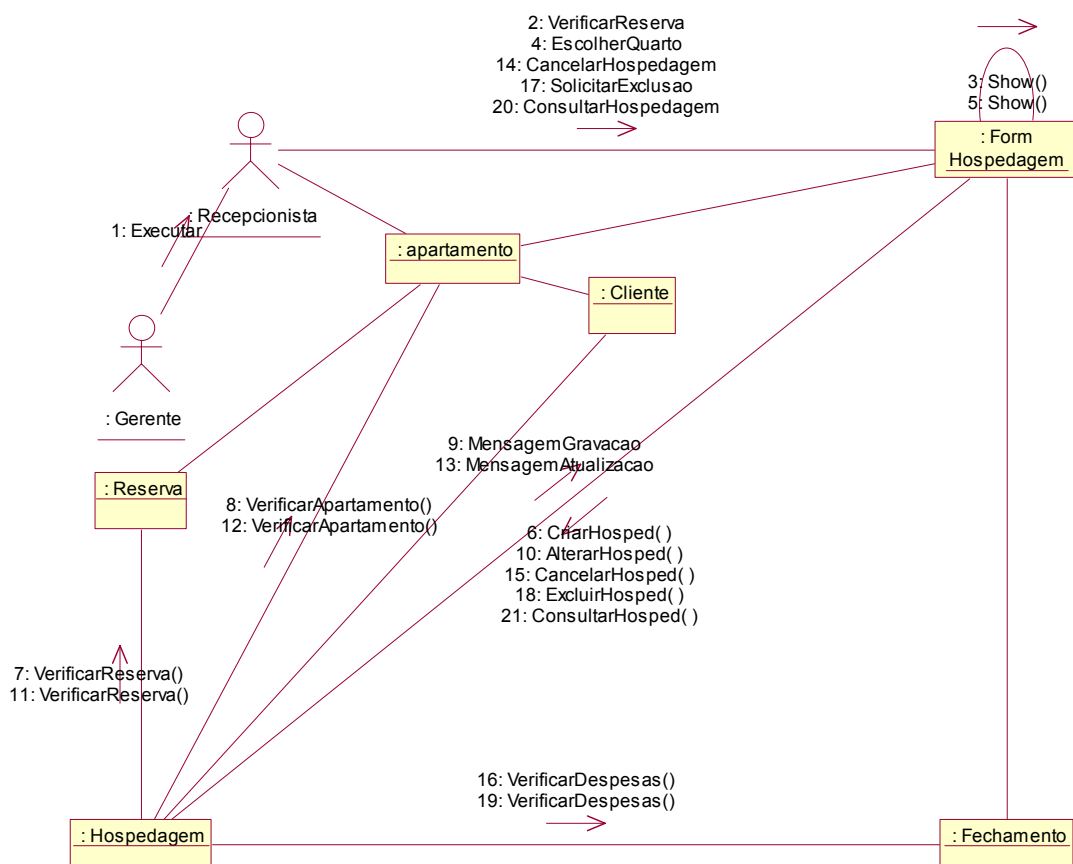 2: VerificarReserva
4: EscolherQuarto
14: CancelarHospedagem
17: SolicitarExclusao
20: ConsultarHospedagem
3: Show()
5: Show()
: Form
Hospedagem
: Recepcionista
1: Executar
: apartamento
: Cliente
: Gerente
9: MensagemGravacao
13: MensagemAtualizacao
: Reserva
8: VerificarApartamento()
12: VerificarApartamento()
6: CriarHosped( )
10: AlterarHosped( )
15: CancelarHosped( )
18: ExcluirHosped( )
21: ConsultarHosped( )
7: VerificarReserva()
11: VerificarReserva()
16: VerificarDespesas()
19: VerificarDespesas()
: Hospedagem
: Fechamento